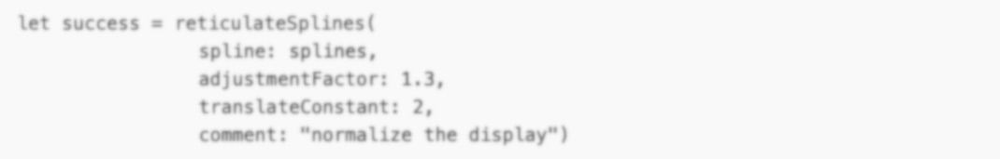 let success = reticulateSplines(
                spline: splines,
                adjustmentFactor: 1.3,
                translateConstant: 2,
                comment: "normalize the display")